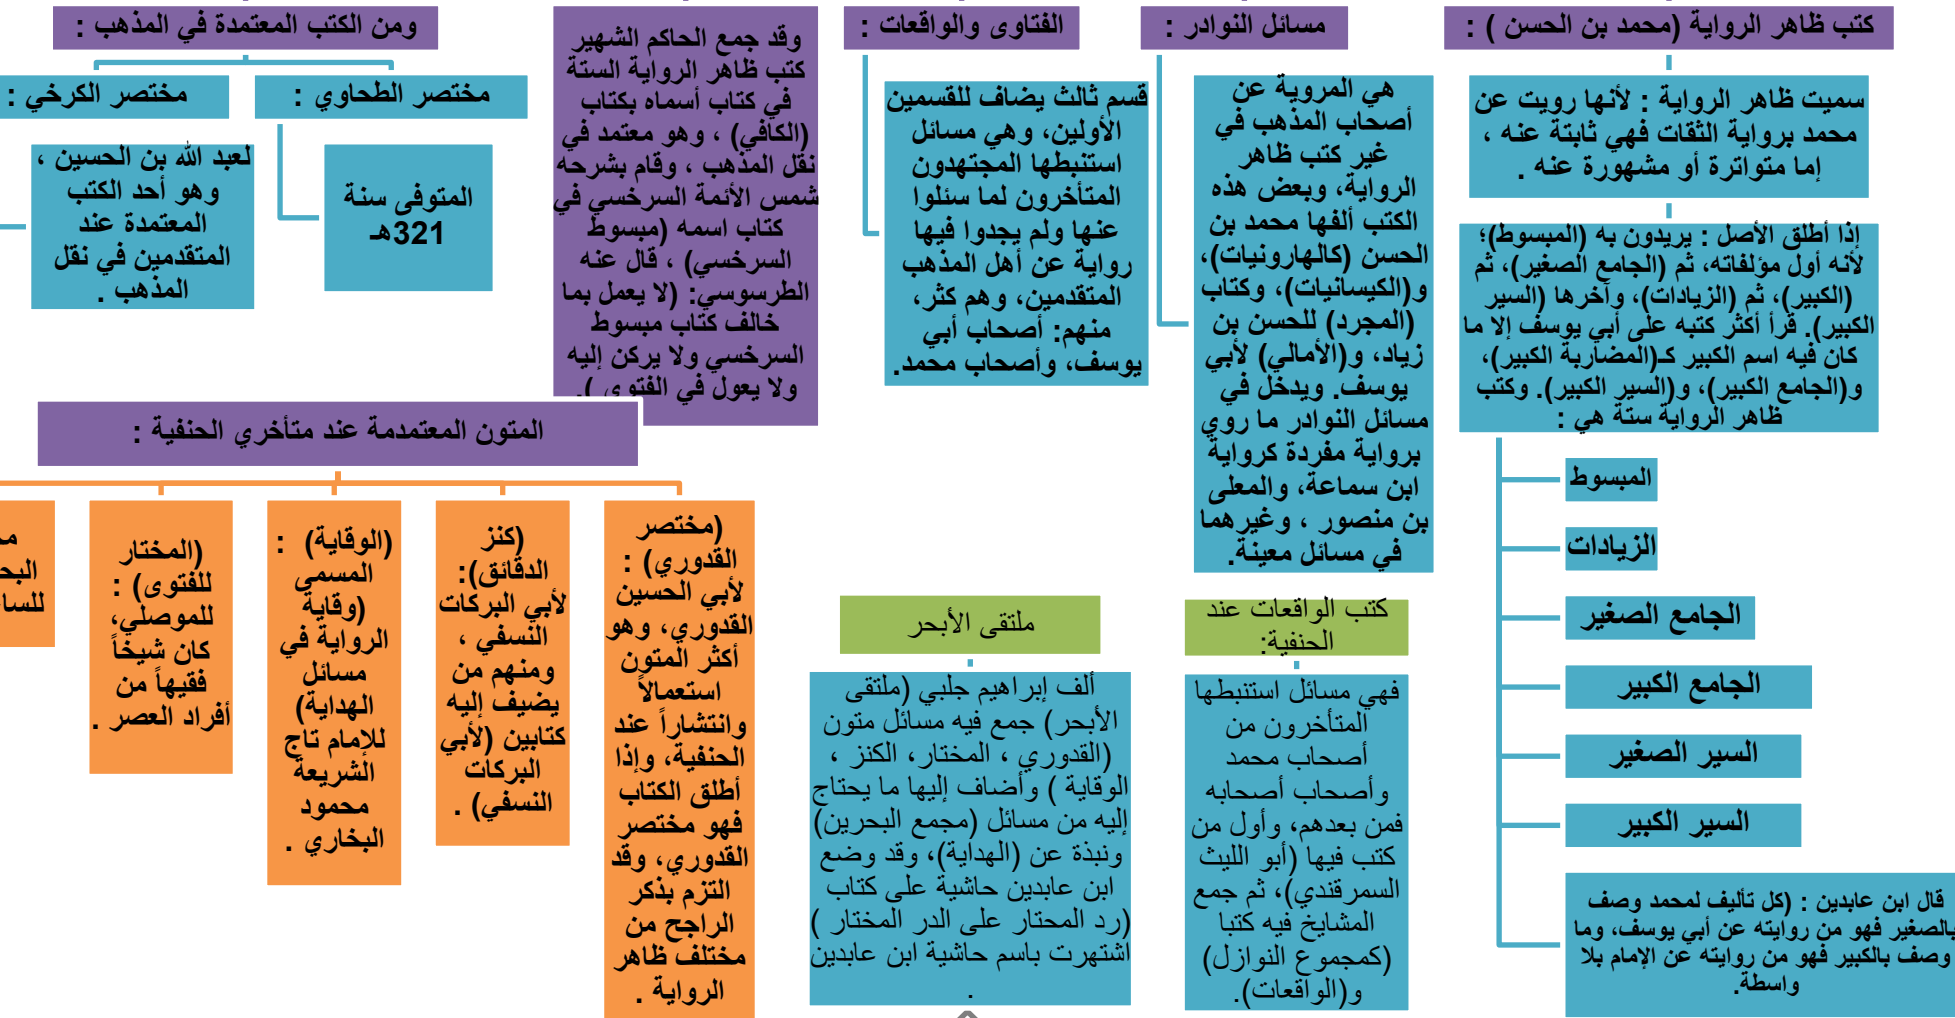 كتب ظاهر الرواية (محمد بن الحسن ) :
سميت ظاهر الرواية : لأنها رويت عن
محمد برواية الثقات فهي ثابتة عنه ،
إما متواترة أو مشهورة عنه .
إذا أطلق الأصل : يريدون به (المبسوط)؛
لأنه أول مؤلفاته، ثم (الجامع الصغير)، ثم
(الكبير)، ثم (الزيادات)، وآخرها (السير
الكبير). قرأ أكثر كتبه على أبي يوسف إلا ما
كان فيه اسم الكبير كـ(المضاربة الكبير)،
و(الجامع الكبير)، و(السير الكبير). وكتب
ظاهر الرواية ستة هي :
المبسوط
الزيادات
الجامع الصغير
الجامع الكبير
السير الصغير
السير الكبير
قال ابن عابدين : (كل تأليف لمحمد وصف
بالصغير فهو من روايته عن أبي يوسف، وما
وصف بالكبير فهو من روايته عن الإمام بلا
واسطة.
مسائل النوادر :
هي المروية عن
أصحاب المذهب في
غير كتب ظاهر
الرواية، وبعض هذه
الكتب ألفها محمد بن
الحسن (كالهارونيات)،
و(الكيسانيات)، وكتاب
(المجرد) للحسن بن
زياد، و(الأمالي) لأبي
يوسف. ويدخل في
مسائل النوادر ما روي
برواية مفردة كرواية
ابن سماعة، والمعلى
بن منصور ، وغيرهما
في مسائل معينة.
كتب الواقعات عند
الحنفية:
فهي مسائل استنبطها
المتأخرون من
أصحاب محمد
وأصحاب أصحابه
فمن بعدهم، وأول من
كتب فيها (أبو الليث
السمرقندي)، ثم جمع
المشايخ فيه كتبا
(كمجموع النوازل)
و(الواقعات).
الفتاوى والواقعات :
قسم ثالث يضاف للقسمين
الأولين، وهي مسائل
استنبطها المجتهدون
المتأخرون لما سئلوا
عنها ولم يجدوا فيها
رواية عن أهل المذهب
المتقدمين، وهم كثر،
منهم: أصحاب أبي
يوسف، وأصحاب محمد.
ملتقى الأبحر
ألف إبراهيم جلبي (ملتقى
الأبحر) جمع فيه مسائل متون
(القدوري ، المختار، الكنز ،
الوقاية ) وأضاف إليها ما يحتاج
إليه من مسائل (مجمع البحرين)
ونبذة عن (الهداية)، وقد وضع
ابن عابدين حاشية على كتاب
(رد المحتار على الدر المختار )
اشتهرت باسم حاشية ابن عابدين
.
وقد جمع الحاكم الشهير
كتب ظاهر الرواية الستة
في كتاب أسماه بكتاب
(الكافي) ، وهو معتمد في
نقل المذهب ، وقام بشرحه
شمس الأئمة السرخسي في
كتاب اسمه (مبسوط
السرخسي) ، قال عنه
الطرسوسي: (لا يعمل بما
خالف كتاب مبسوط
السرخسي ولا يركن إليه
ولا يعول في الفتوى ).
ومن الكتب المعتمدة في المذهب :
مختصر الطحاوي :
المتوفى سنة
321هـ
مختصر الكرخي :
لعبد الله بن الحسين ،
وهو أحد الكتب
المعتمدة عند
المتقدمين في نقل
المذهب .
المتون المعتمدمة عند متأخري الحنفية :
(مختصر
القدوري) :
لأبي الحسين
القدوري، وهو
أكثر المتون
استعمالاً
وانتشاراً عند
الحنفية، وإذا
أطلق الكتاب
فهو مختصر
القدوري، وقد
التزم بذكر
الراجح من
مختلف ظاهر
الرواية .
(كنز
الدقائق):
لأبي البركات
النسفي ،
ومنهم من
يضيف إليه
كتابين (لأبي
البركات
النسفي) .
(الوقاية) :
المسمى
(وقاية
الرواية في
مسائل
الهداية)
للإمام تاج
الشريعة
محمود
البخاري .
(المختار
للفتوى) :
للموصلي،
كان شيخاً
فقيهاً من
أفراد العصر .